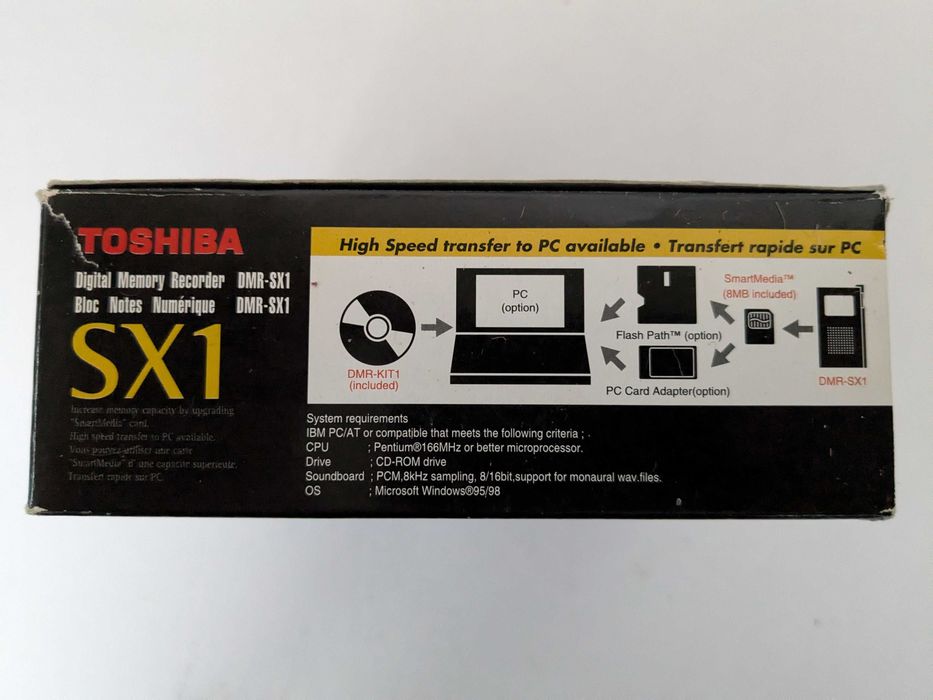 TOSHIBA
Digital Memory Recorder DMR-SX1
Bloc Notes Numérique DMR-SX1
SX1
Increase memory capacity by upgrading
"SmartMedia" card.
High speed transfer to PC available.
Vous pouvez utiliser une carte
"SmartMedia" d' une capacite superieure.
Transfert rapide sur PC.
High Speed transfer to PC available • Transfert rapide sur PC
DMR-KIT1
(included)
PC
(option)
Flash Path™ (option)
PC Card Adapter(option)
SmartMedia™
(8MB included)
DMR-SX1
System requirements
IBM PC/AT or compatible that meets the following criteria ;
CPU ; Pentium®166MHz or better microprocessor.
Drive ; CD-ROM drive
Soundboard ; PCM,8kHz sampling, 8/16bit,support for monaural wav.files.
OS ; Microsoft Windows®95/98